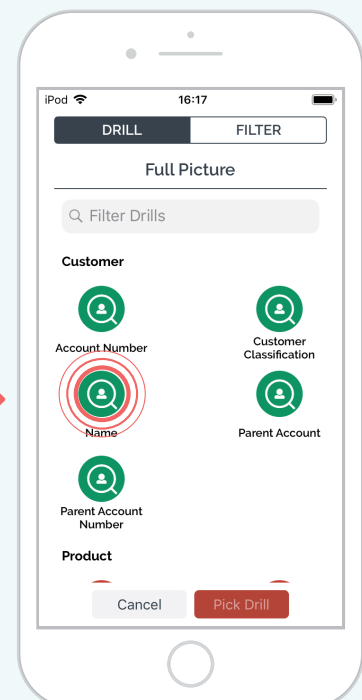 iPod 16:17
DRILL FILTER
Full Picture
Filter Drills
Customer
Account Number
Customer
Classification
Name
Parent Account
Parent Account
Number
Product
Cancel Pick Drill